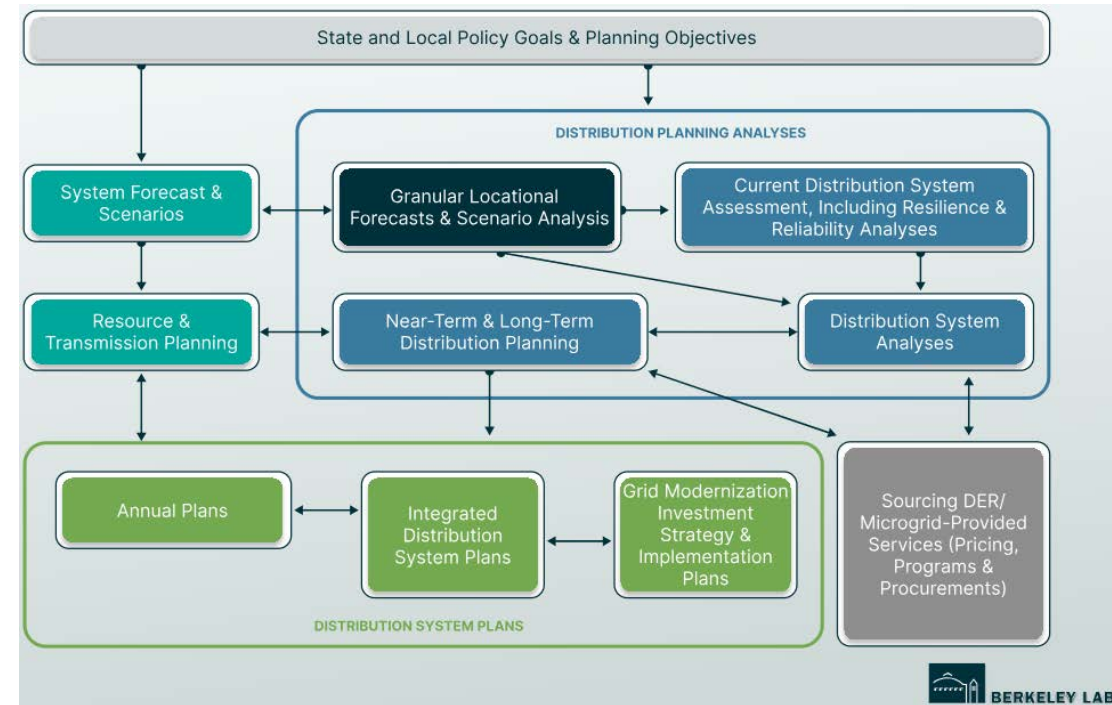 State and Local Policy Goals & Planning Objectives
DISTRIBUTION PLANNING ANALYSES
System Forecast &
Scenarios
Granular Locational
Forecasts & Scenario Analysis
Current Distribution System
Assessment, Including Resilience &
Reliability Analyses
Resource &
Transmission Planning
Near-Term & Long-Term
Distribution Planning
Distribution System
Analyses
Annual Plans
Integrated
Distribution
System Plans
Grid Modernization
Investment
Strategy &
Implementation
Plans
Sourcing DER/
Microgrid-Provided
Services (Pricing,
Programs &
Procurements)
DISTRIBUTION SYSTEM PLANS
BERKELEY LAB